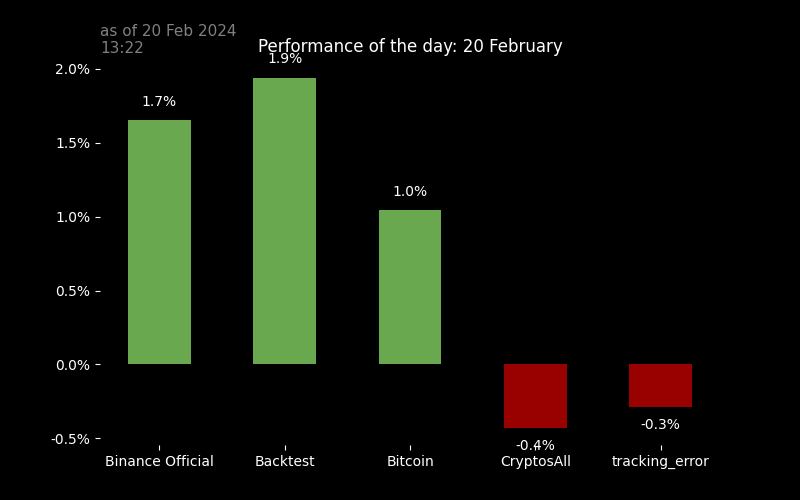 as of 20 Feb 2024
13:22
Performance of the day: 20 February
2.0%
1.5%
1.0%
0.5%
0.0%
-0.5%
1.7%
1.9%
1.0%
-0.4%
-0.3%
Binance Official
Backtest
Bitcoin
CryptosAll
tracking_error